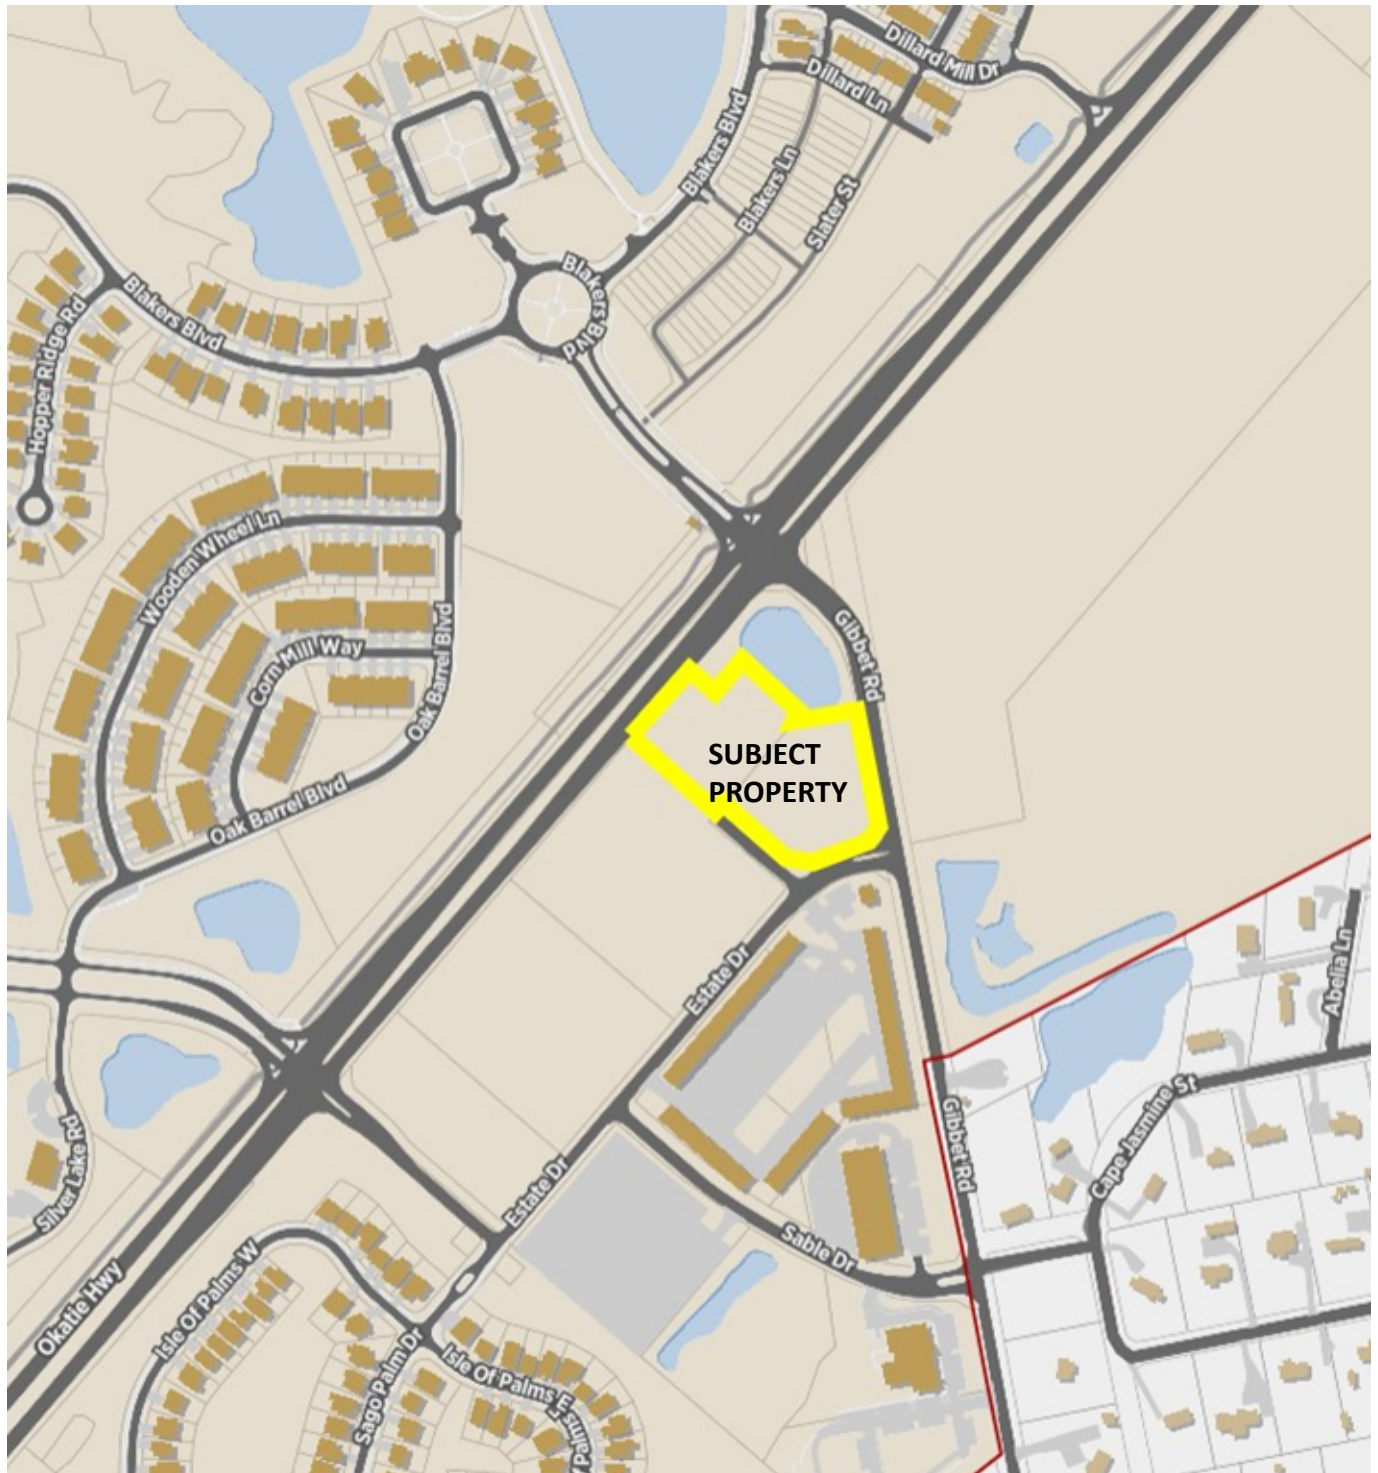 Dillard Mill Dr
Dillard Ln
Blakers Blvd
Blakers Ln
Slater St
Blakers Blvd
Blakers Blvd
Hopper Ridge Rd
Wooden Wheel Ln
Gibbet Rd
Corn Mill Way
Oak Barrel Blvd
SUBJECT
PROPERTY
Oak Barrel Blvd
Estate Dr
Abelia Ln
Cape Jasmine St
Gibbet Rd
Silver Lake Rd
Estate Dr
Sable Dr
Okatie Hwy
Isle Of Palms W
Sago Palm Dr
Isle Of Palms E
Palms